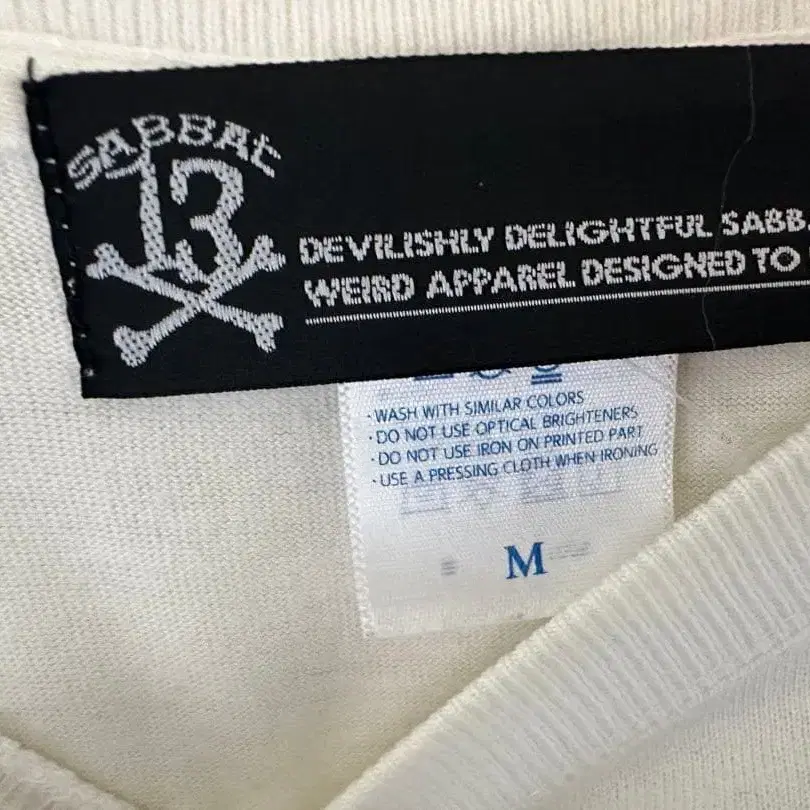 SABBAT
13
DEVILISHLY DELIGHTFUL SABB
WEIRD APPAREL DESIGNED TO
· WASH WITH SIMILAR COLORS
· DO NOT USE OPTICAL BRIGHTENERS
· DO NOT USE IRON ON PRINTED PART
· USE A PRESSING CLOTH WHEN IRONING
M